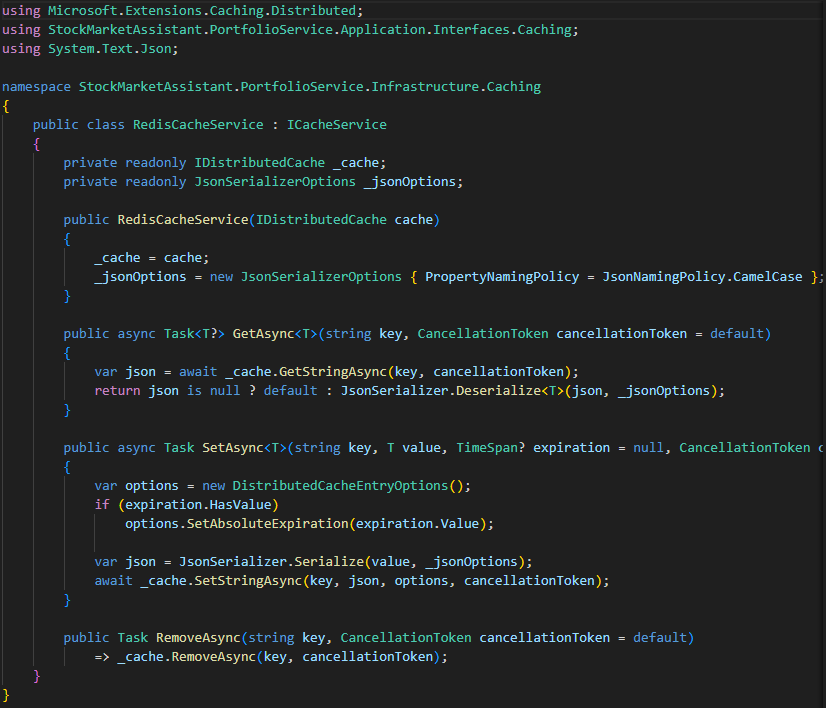 using Microsoft.Extensions.Caching.Distributed;
using StockMarketAssistant.PortfolioService.Application.Interfaces.Caching;
using System.Text.Json;

namespace StockMarketAssistant.PortfolioService.Infrastructure.Caching
{
    public class RedisCacheService : ICacheService
    {
        private readonly IDistributedCache _cache;
        private readonly JsonSerializerOptions _jsonOptions;

        public RedisCacheService(IDistributedCache cache)
        {
            _cache = cache;
            _jsonOptions = new JsonSerializerOptions { PropertyNamingPolicy = JsonNamingPolicy.CamelCase };
        }

        public async Task<T?> GetAsync<T>(string key, CancellationToken cancellationToken = default)
        {
            var json = await _cache.GetStringAsync(key, cancellationToken);
            return json is null ? default : JsonSerializer.Deserialize<T>(json, _jsonOptions);
        }

        public async Task SetAsync<T>(string key, T value, TimeSpan? expiration = null, CancellationToken
        {
            var options = new DistributedCacheEntryOptions();
            if (expiration.HasValue)
                options.SetAbsoluteExpiration(expiration.Value);

            var json = JsonSerializer.Serialize(value, _jsonOptions);
            await _cache.SetStringAsync(key, json, options, cancellationToken);
        }

        public Task RemoveAsync(string key, CancellationToken cancellationToken = default)
            => _cache.RemoveAsync(key, cancellationToken);
    }
}